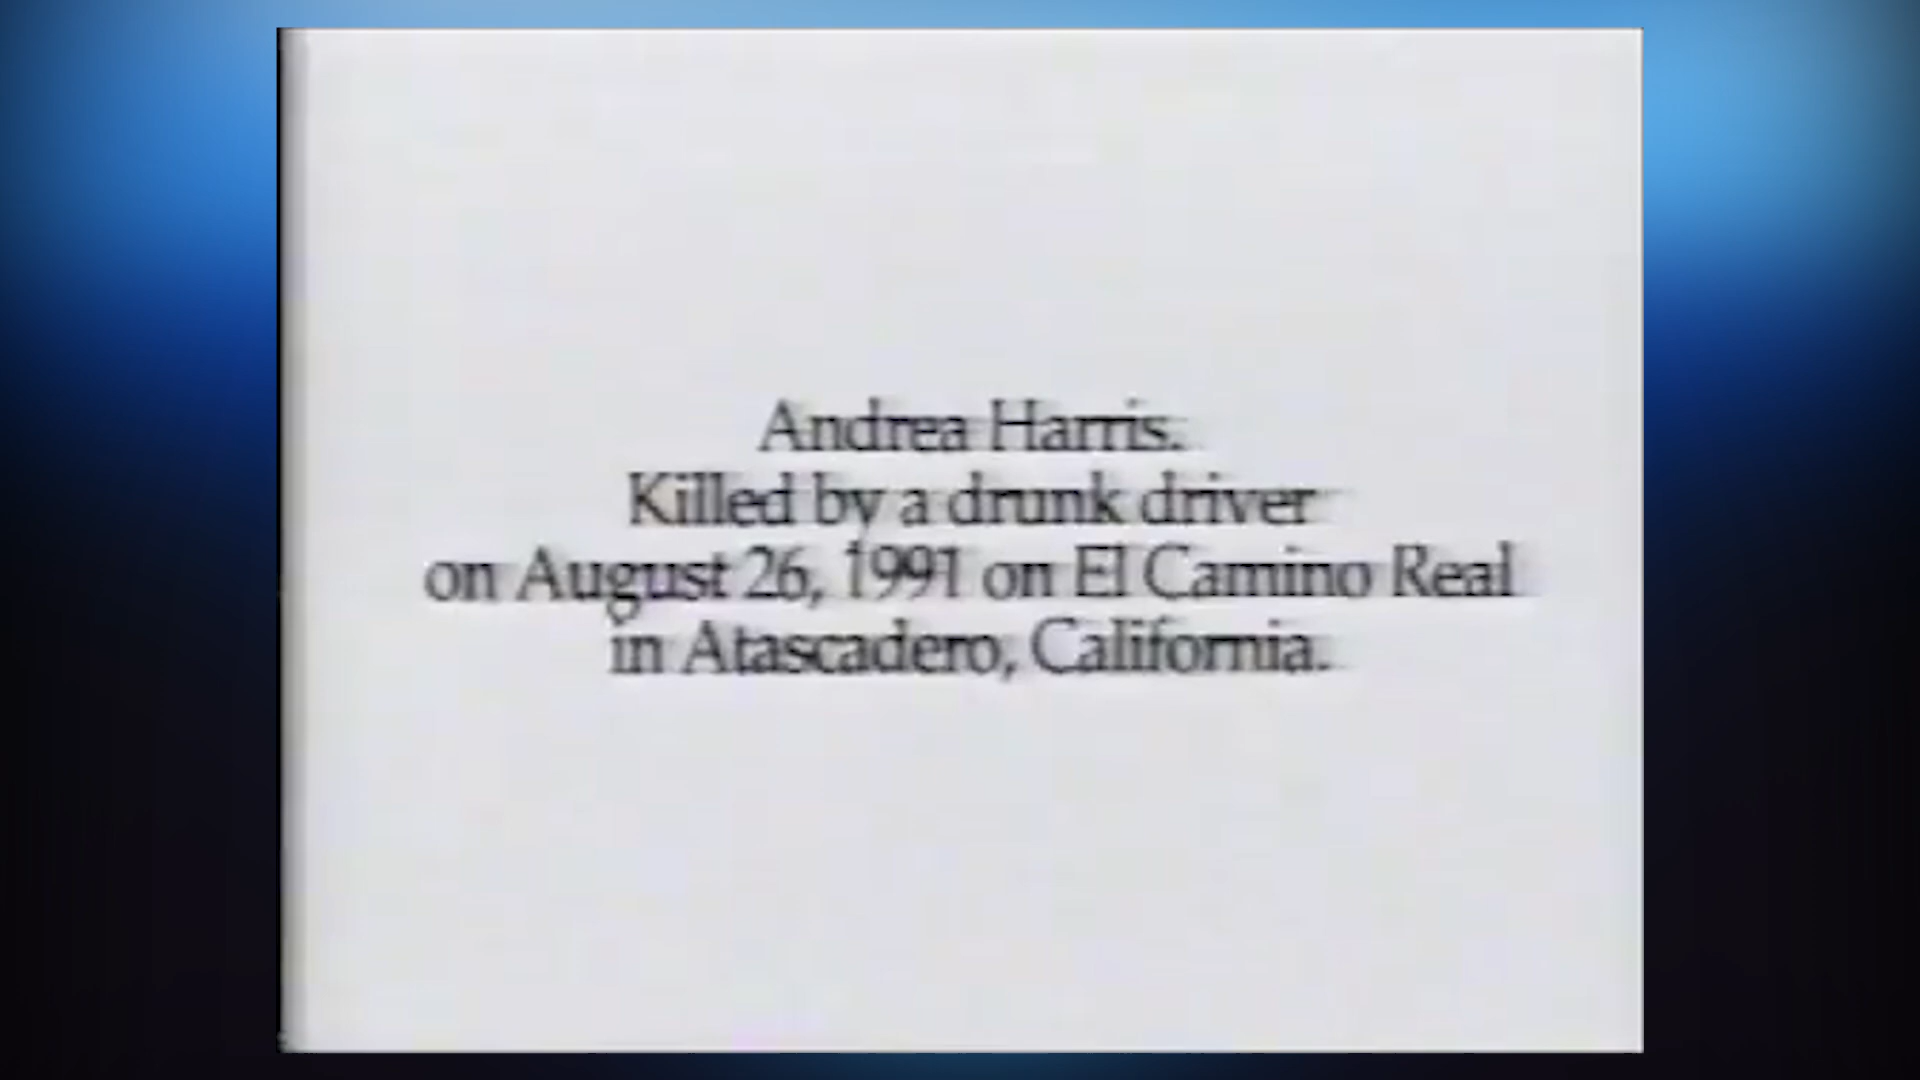 Andrea Harris.
Killed by a drunk driver
on August 26, 1991 on El Camino Real
in Atascadero, California.